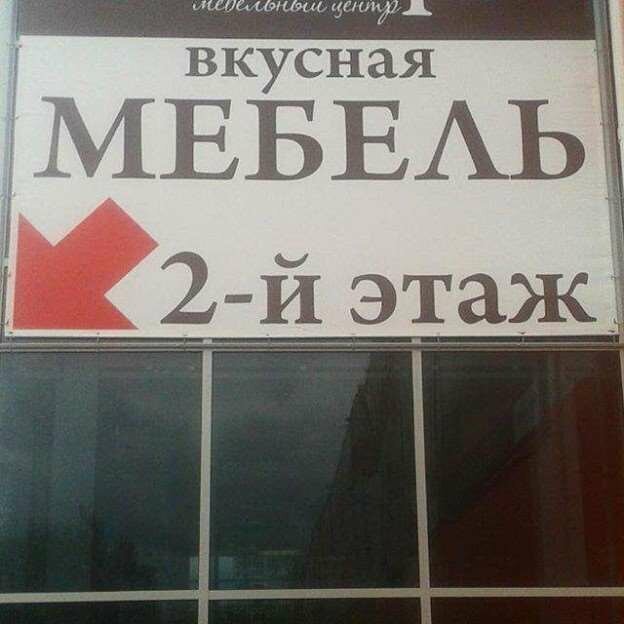 мебельный центр
вкусная
МЕБЕЛЬ
2-й этаж